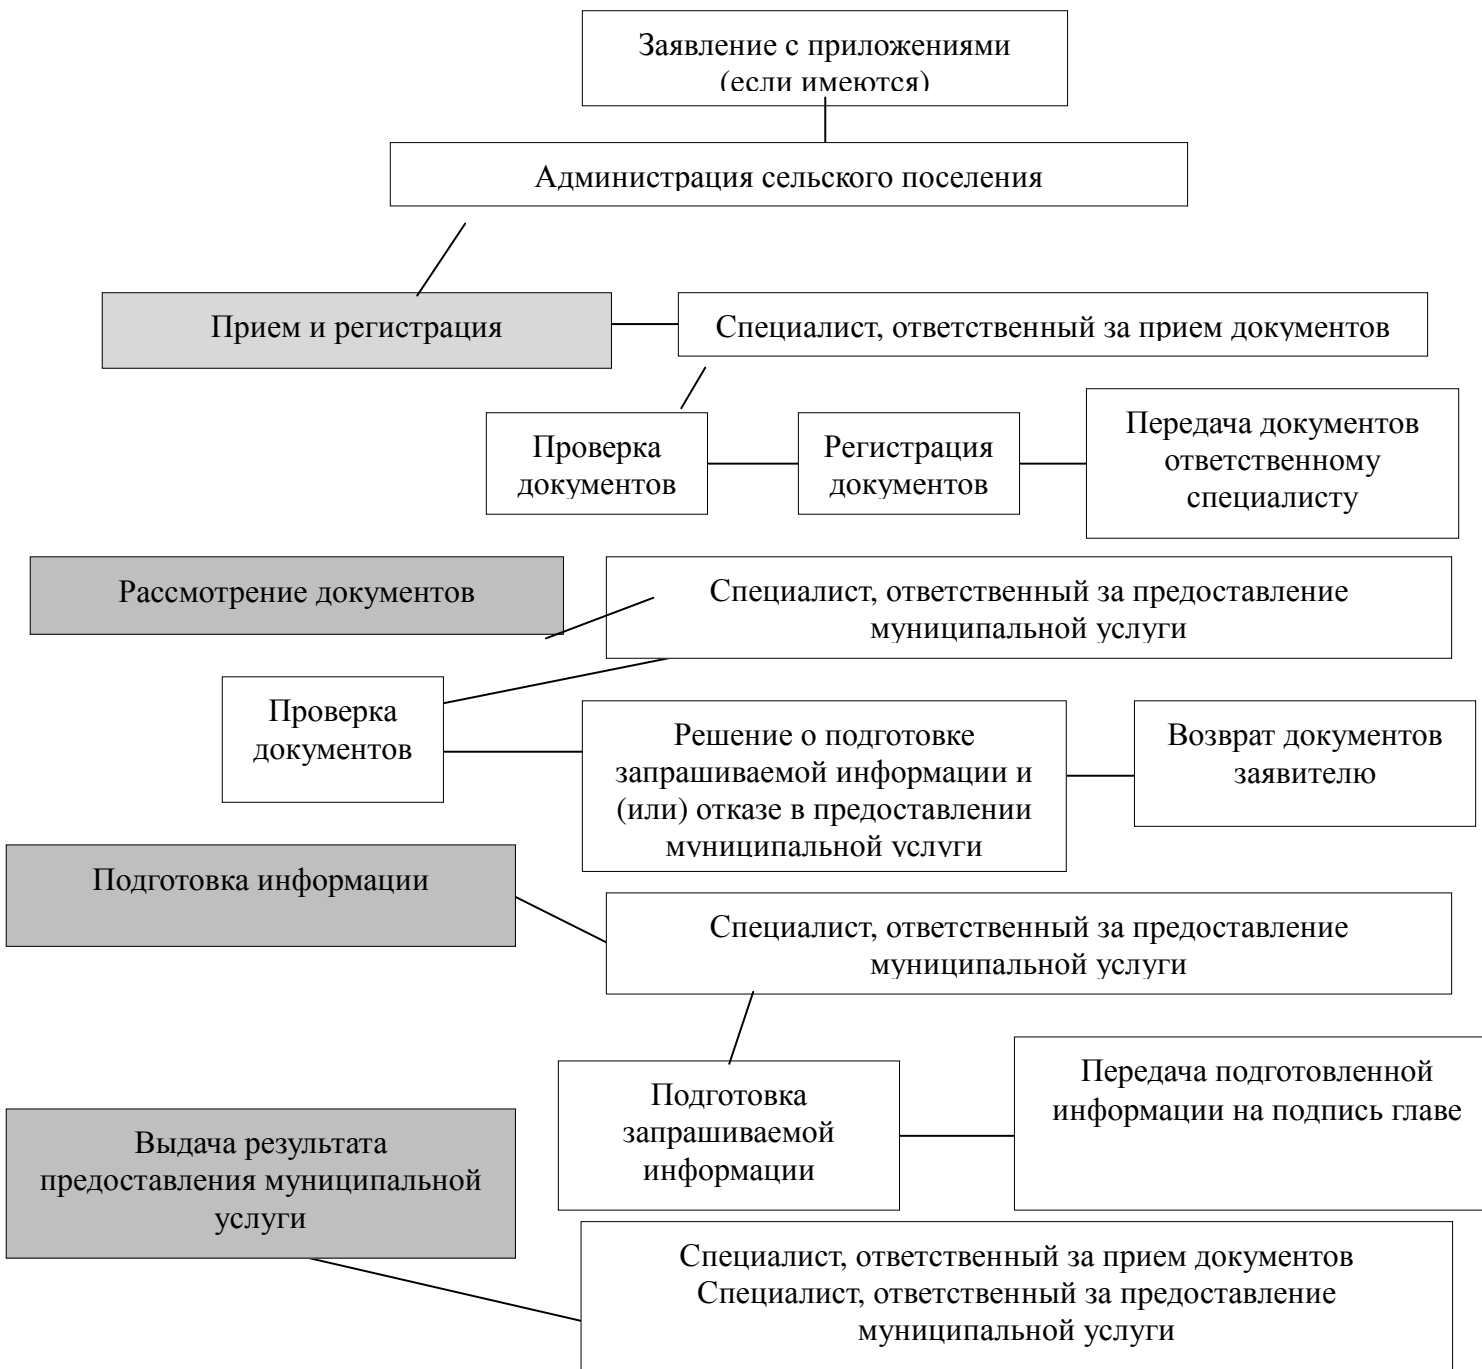 Заявление с приложениями
(если имеются)
Администрация сельского поселения
Прием и регистрация
Специалист, ответственный за прием документов
Проверка
документов
Регистрация
документов
Передача документов
ответственному
специалисту
Рассмотрение документов
Специалист, ответственный за предоставление
муниципальной услуги
Проверка
документов
Решение о подготовке
запрашиваемой информации и
(или) отказе в предоставлении
муниципальной услуги
Возврат документов
заявителю
Подготовка информации
Специалист, ответственный за предоставление
муниципальной услуги
Подготовка
запрашиваемой
информации
Передача подготовленной
информации на подпись главе
Выдача результата
предоставления муниципальной
услуги
Специалист, ответственный за прием документов
Специалист, ответственный за предоставление
муниципальной услуги